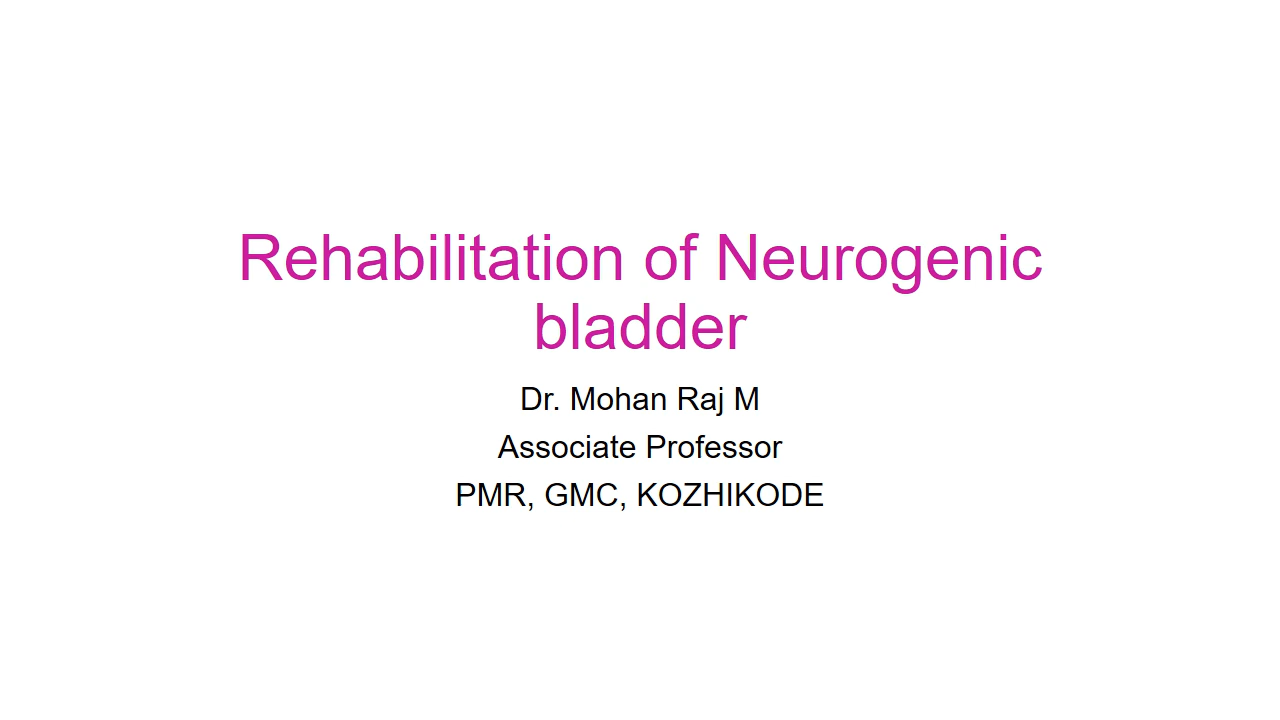 Rehabilitation of Neurogenic
bladder
Dr. Mohan Raj M
Associate Professor
PMR, GMC, KOZHIKODE